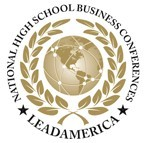 NATIONAL HIGH SCHOOL BUSINESS CONFERENCES
LEADAMERICA